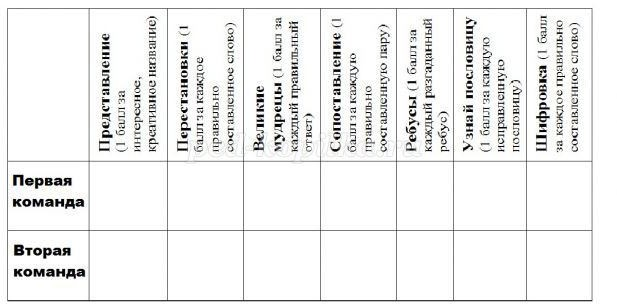 Представление
(1 балл за
интересное,
креативное название)
Перестановки (1
балл за каждое
правильно
составленное слово)
Великие
мудрецы (1 балл за
каждый правильный
ответ)
Сопоставление (1
балл за каждую
правильно
составленную пару)
Ребусы (1 балл за
каждый разгаданный
ребус)
Узнай пословицу
(1 балл за каждую
исправленную
пословицу)
Шифровка (1 балл
за каждое правильно
составленное слово)
Первая
команда
Вторая
команда